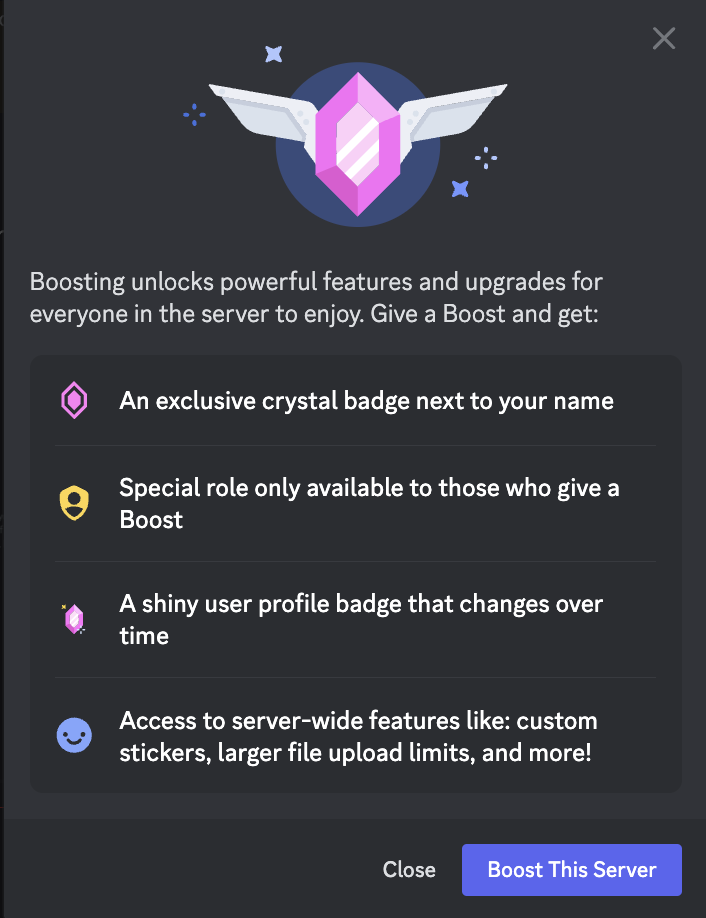 Boosting unlocks powerful features and upgrades for
everyone in the server to enjoy. Give a Boost and get:
An exclusive crystal badge next to your name
Special role only available to those who give a
Boost
A shiny user profile badge that changes over
time
Access to server-wide features like: custom
stickers, larger file upload limits, and more!
Close
Boost This Server